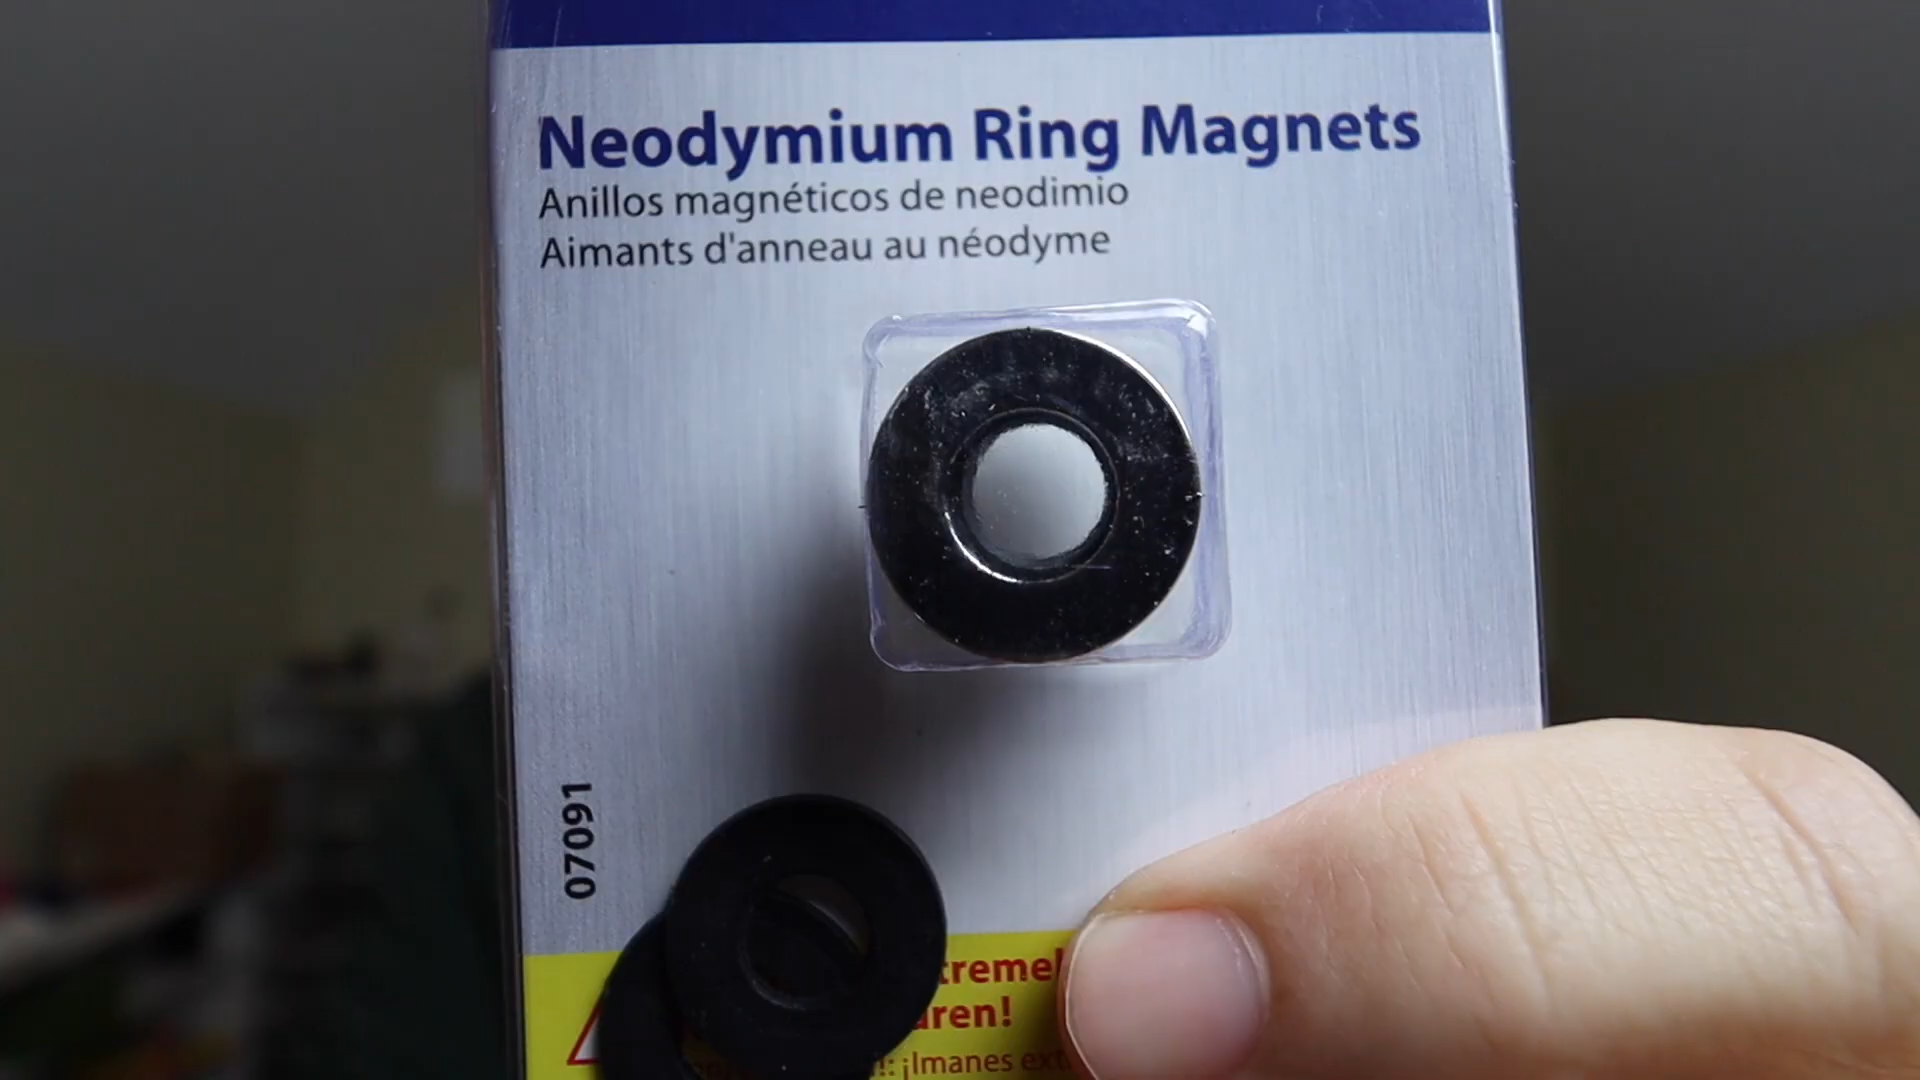 Neodymium Ring Magnets
Anillos magnéticos de neodimio
Aimants d'anneau au néodyme
07091